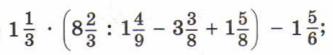 1 1/3 · (8 2/3 : 1 4/9 − 3 3/8 + 1 5/8) − 1 5/6;